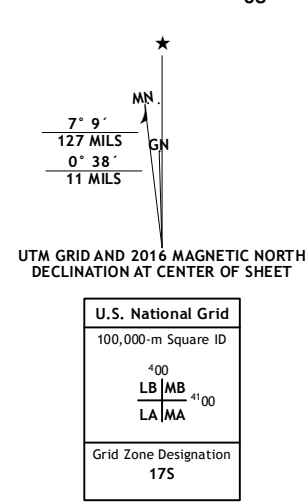 ★
MN
7° 9´
127 MILS
GN
0° 38´
11 MILS
UTM GRID AND 2016 MAGNETIC NORTH
DECLINATION AT CENTER OF SHEET
U.S. National Grid
100,000-m Square ID
400
LB MB
4100
LA MA
Grid Zone Designation
17S